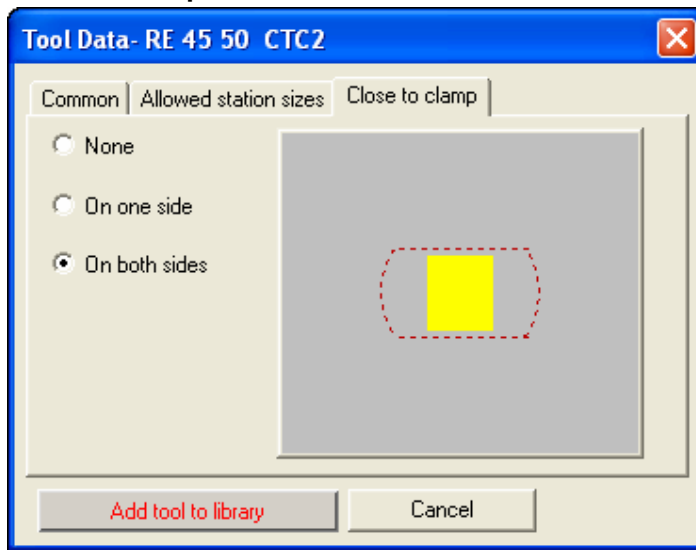 Tool Data- RE 45 50  CTC2
Common
Allowed station sizes
Close to clamp
None
On one side
On both sides
Add tool to library
Cancel